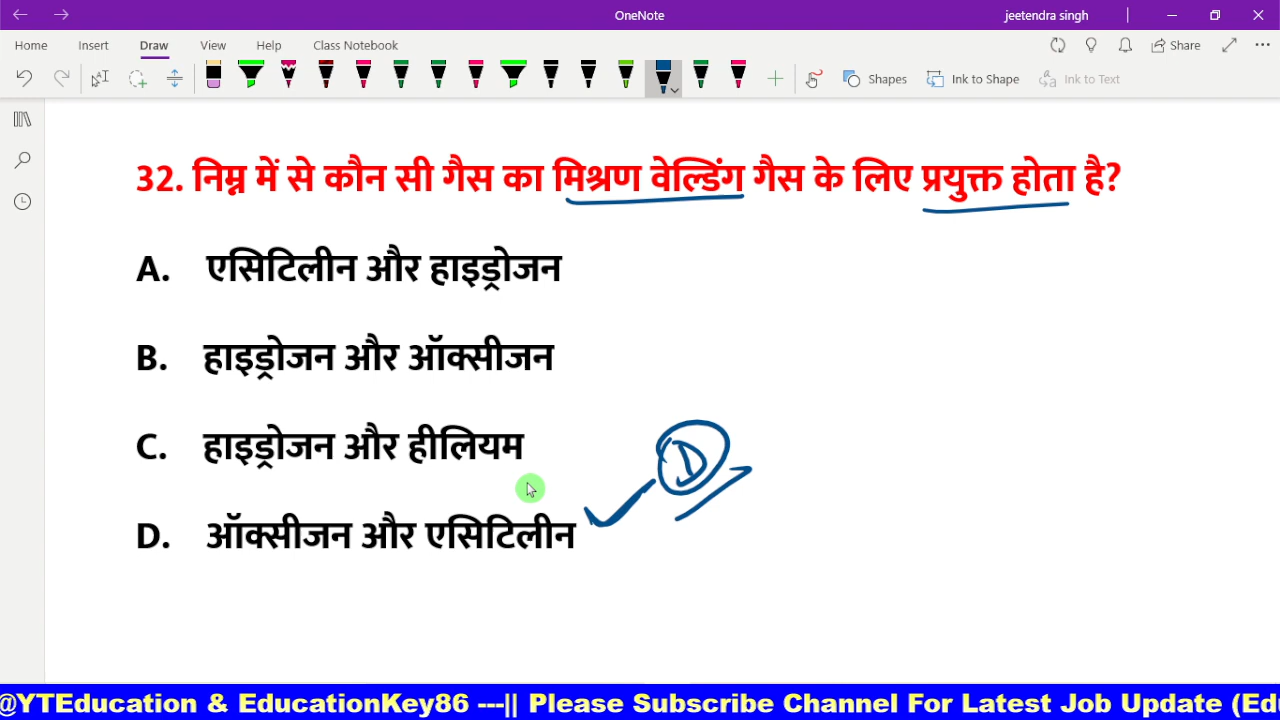 OneNote
jeetendra singh
Home Insert Draw View Help Class Notebook
Share
Shapes Ink to Shape Ink to Text
32. निम्न में से कौन सी गैस का मिश्रण वेल्डिंग गैस के लिए प्रयुक्त होता है?
A. एसिटिलीन और हाइड्रोजन
B. हाइड्रोजन और ऑक्सीजन
C. हाइड्रोजन और हीलियम
D
D. ऑक्सीजन और एसिटिलीन
@YTEducation & EducationKey86 ---|| Please Subscribe Channel For Latest Job Update (Ed